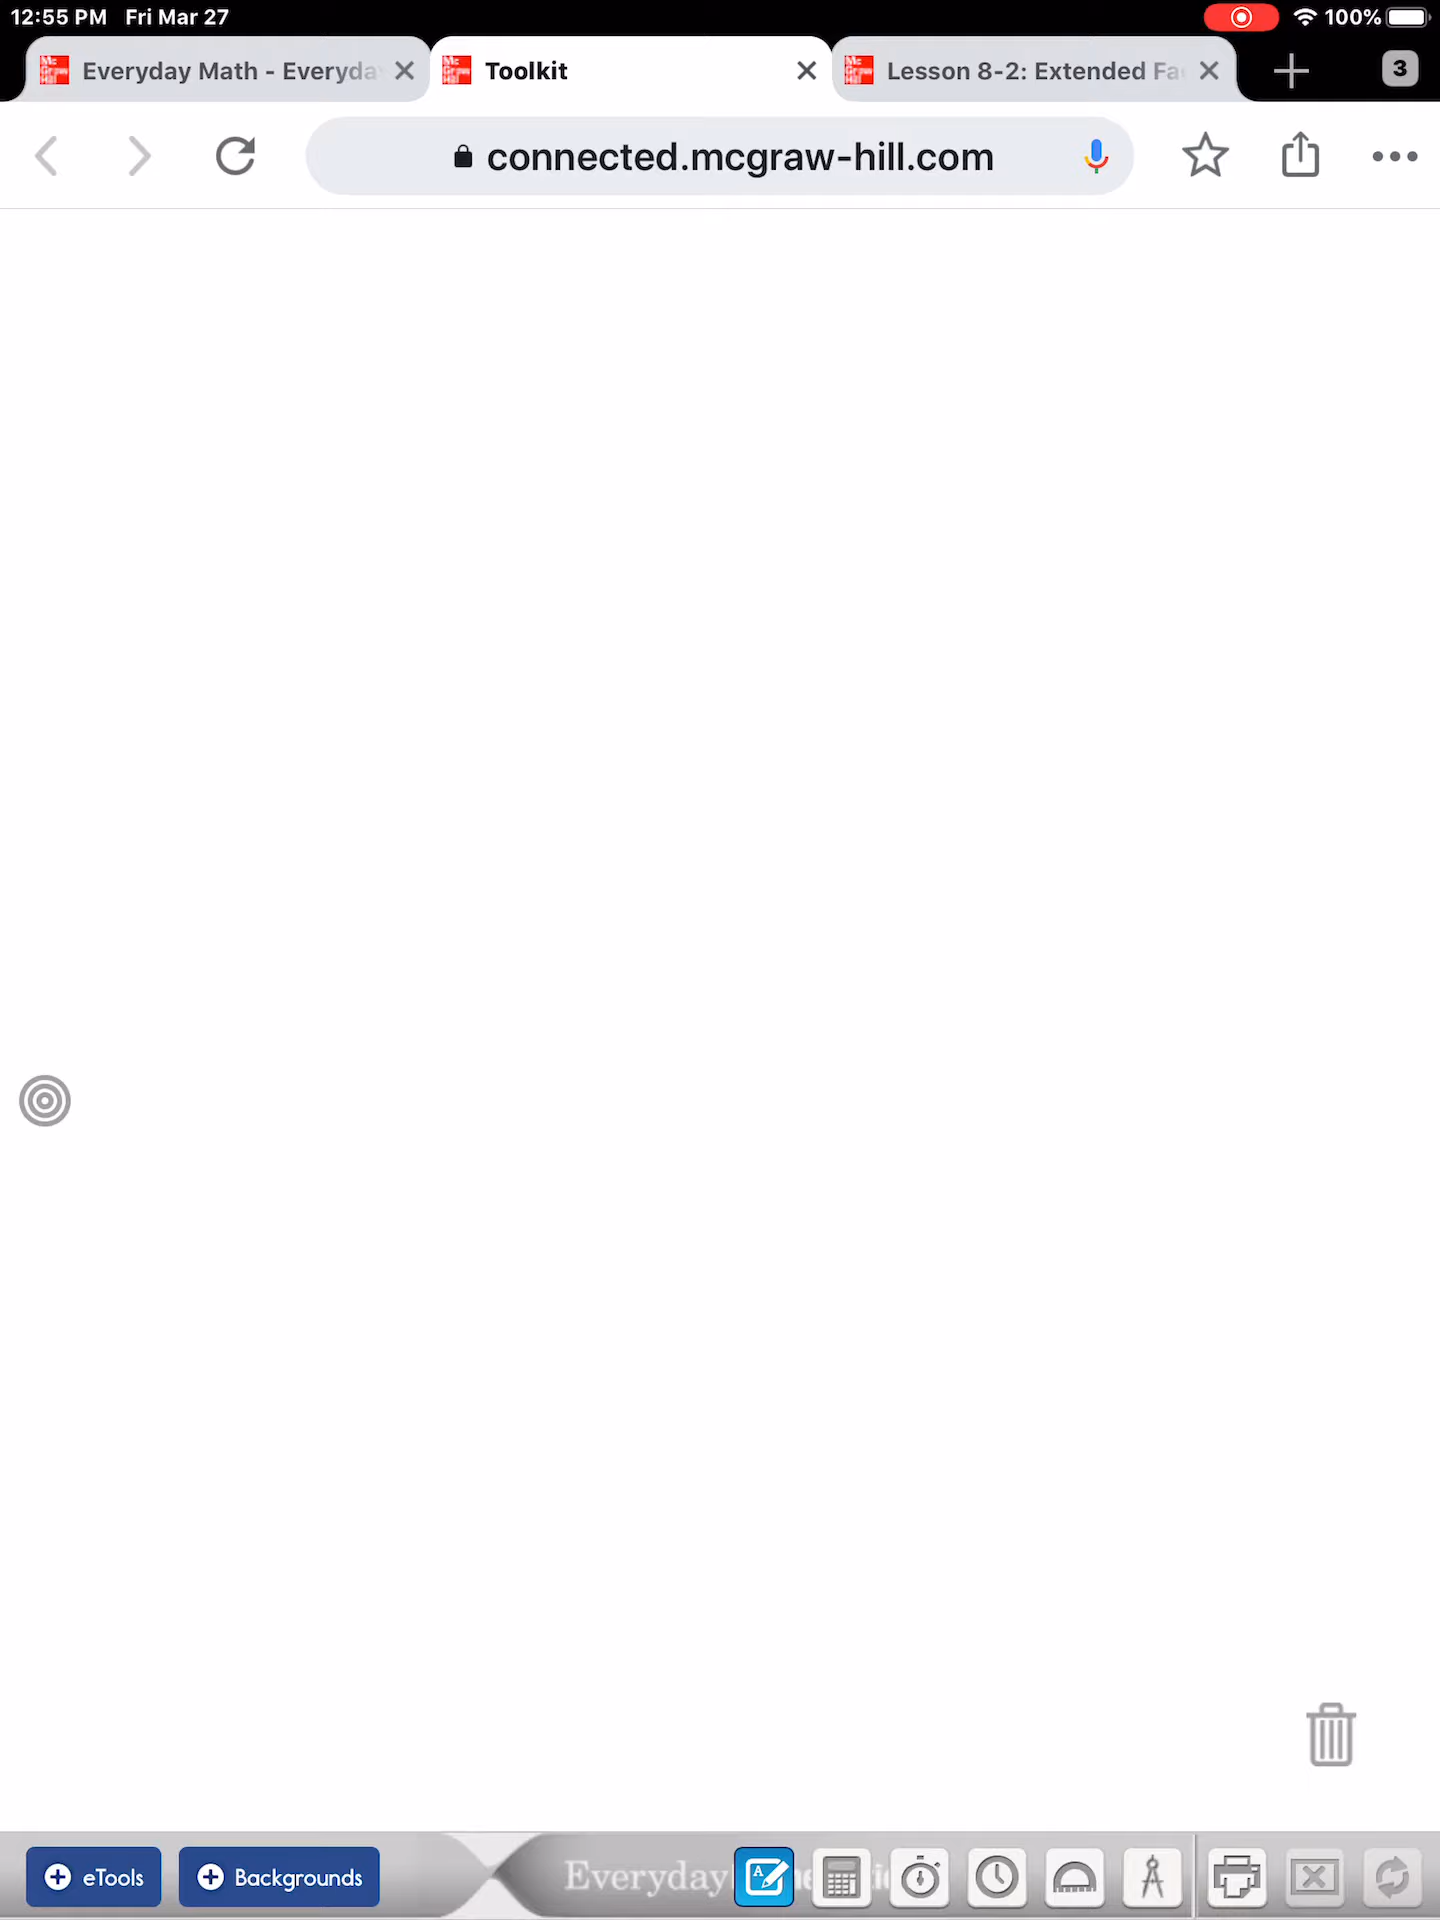 12:55 PM Fri Mar 27 100%
Everyday Math - Everyda
Toolkit
Lesson 8-2: Extended Fa
3
connected.mcgraw-hill.com
eTools
Backgrounds
Everyday